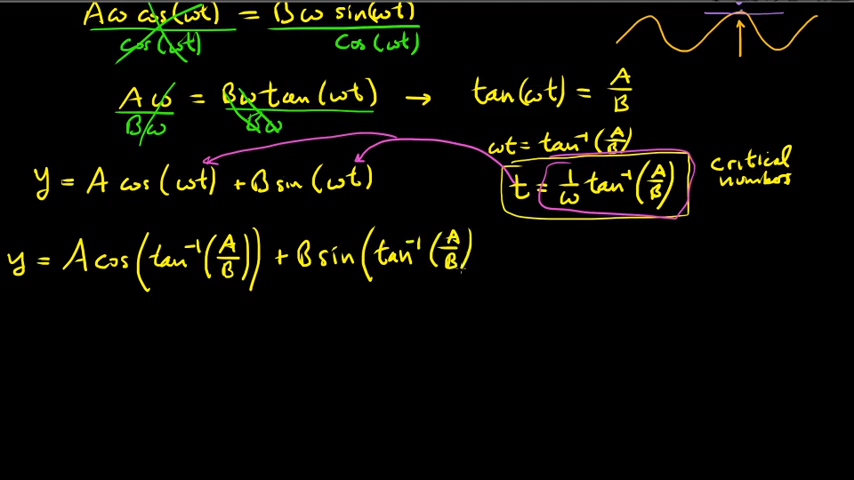 Aω cos(ωt) / cos(ωt) = Bω sin(ωt) / cos(ωt)
Aω / Bω = Bω tan(ωt) / Bω → tan(ωt) = A/B
ωt = tan⁻¹(A/B)
y = A cos(ωt) + B sin(ωt)
t = 1/ω tan⁻¹(A/B)
critical
numbers
y = A cos(tan⁻¹(A/B)) + B sin(tan⁻¹(A/B)